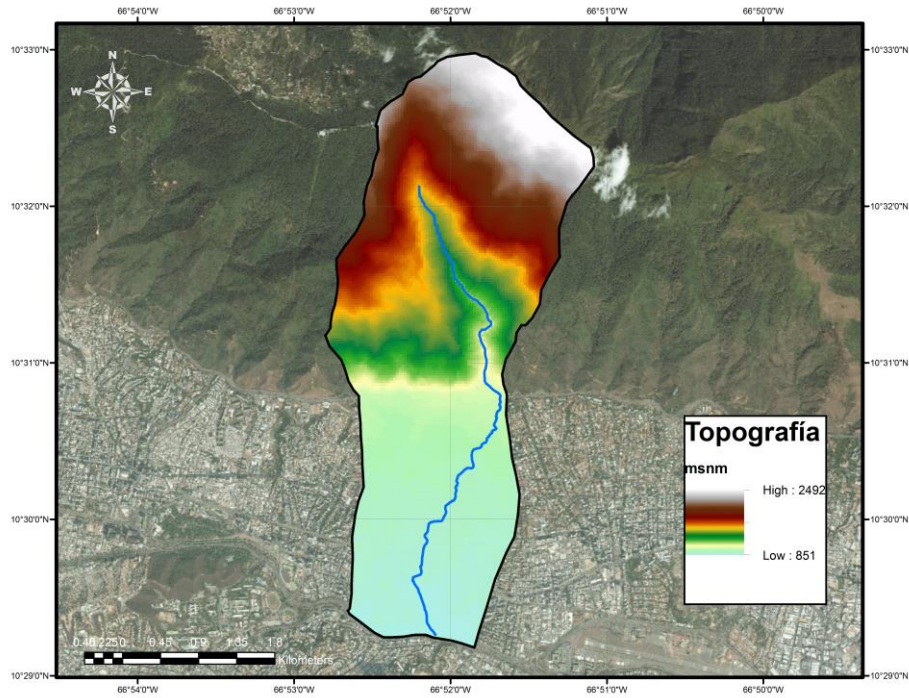 66°54'0"W 66°53'0"W 66°52'0"W 66°51'0"W 66°50'0"W
10°33'0"N 10°33'0"N
N
W E
S
10°32'0"N 10°32'0"N
10°31'0"N 10°31'0"N
Topografía
msnm
High : 2492
Low : 851
10°30'0"N 10°30'0"N
0.45 0.9 1.35 1.8
Kilometers
10°29'0"N 10°29'0"N
66°54'0"W 66°53'0"W 66°52'0"W 66°51'0"W 66°50'0"W